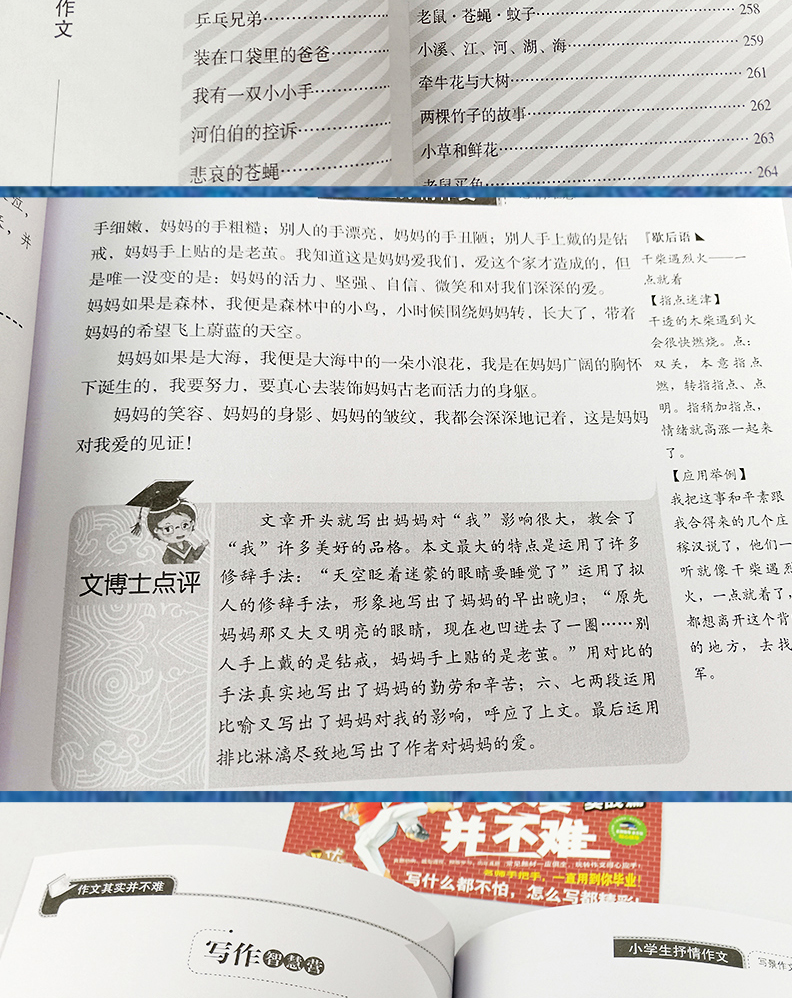 作文
乒乓兄弟
装在口袋里的爸爸
我有一双小小手
河伯伯的控诉
悲哀的苍蝇
老鼠·苍蝇·蚊子 258
小溪、江、河、湖、海 259
牵牛花与大树 261
两棵竹子的故事 262
小草和鲜花 263
264
手细嫩，妈妈的手粗糙；别人的手漂亮，妈妈的手丑陋；别人手上戴的是钻
戒，妈妈手上贴的是老茧。我知道这是妈妈爱我们，爱这个家才造成的，但
是唯一没变的是：妈妈的活力、坚强、自信、微笑和对我们深深的爱。
妈妈如果是森林，我便是森林中的小鸟，小时候围绕妈妈转，长大了，带着
妈妈的希望飞上蔚蓝的天空。
妈妈如果是大海，我便是大海中的一朵小浪花，我是在妈妈广阔的胸怀
下诞生的，我要努力，要真心去装饰妈妈古老而活力的身躯。
妈妈的笑容、妈妈的身影、妈妈的皱纹，我都会深深地记着，这是妈妈
对我爱的见证！
『歇后语
干柴遇烈火——一
点就着
【指点迷津】
干透的木柴遇到火
会很快燃烧。点：
双关，本意指点
燃，转指指点、点
明。指稍加指点，
情绪就高涨一起来
了。
【应用举例】
我把这事和平素跟
我合得来的几个庄
稼汉说了，他们一
听就像干柴遇烈
火，一点就着了，
都想离开这个背
的地方，去找
军。
文博士点评
文章开头就写出妈妈对“我”影响很大，教会了
“我”许多美好的品格。本文最大的特点是运用了许多
修辞手法：“天空眨着迷蒙的眼睛要睡觉了”运用了拟
人的修辞手法，形象地写出了妈妈的早出晚归；“原先
妈妈那又大又明亮的眼睛，现在也凹进去了一圈……别
人手上戴的是钻戒，妈妈手上贴的是老茧。”用对比的
手法真实地写出了妈妈的勤劳和辛苦；六、七两段运用
比喻又写出了妈妈对我的影响，呼应了上文。最后运用
排比淋漓尽致地写出了作者对妈妈的爱。
并不难
名师手把手，一直用到你毕业！
写什么都不怕，怎么写都精彩！
作文其实并不难
写作智慧营
小学生抒情作文
写景作文